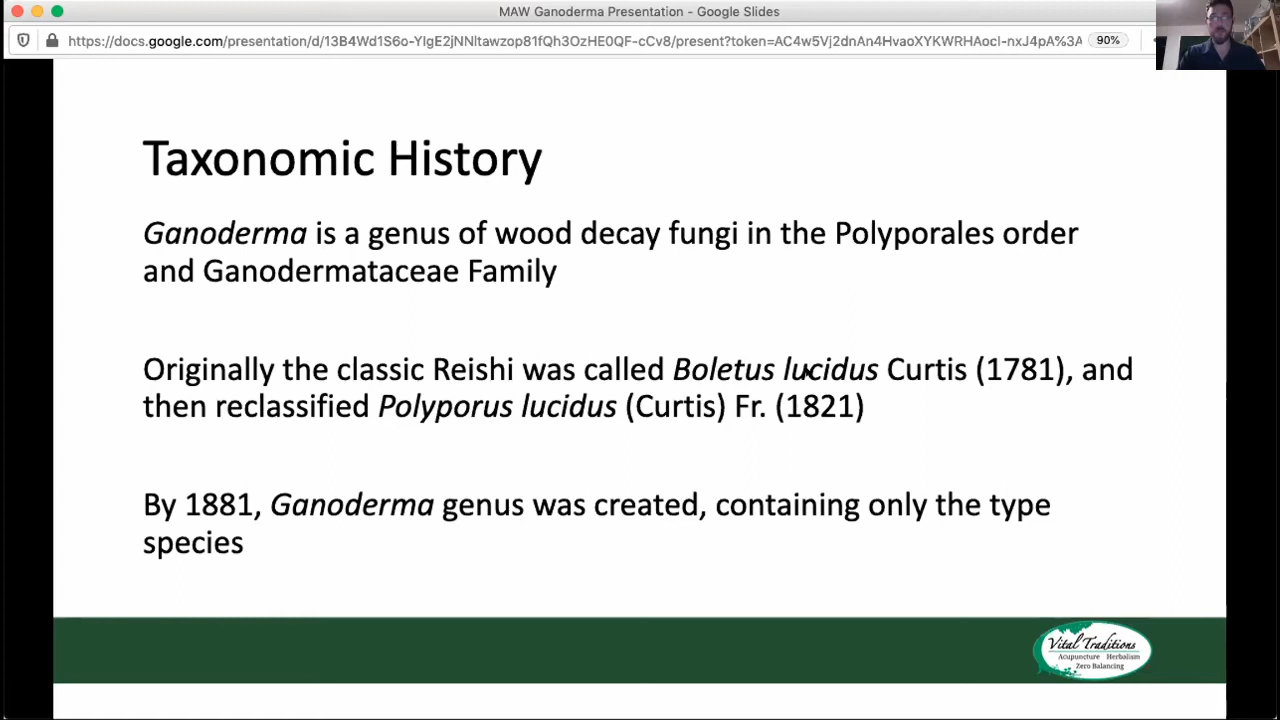 MAW Ganoderma Presentation - Google Slides
https://docs.google.com/presentation/d/13B4Wd1S6o-YIgE2jNNltawzop81fQh3OzHE0QF-cCv8/present?token=AC4w5Vj2dnAn4HvaoXYKWRHAocI-nxJ4pA%3A
90%
Taxonomic History
Ganoderma is a genus of wood decay fungi in the Polyporales order
and Ganodermataceae Family
Originally the classic Reishi was called Boletus lucidus Curtis (1781), and
then reclassified Polyporus lucidus (Curtis) Fr. (1821)
By 1881, Ganoderma genus was created, containing only the type
species
Vital Traditions
Acupuncture Herbalism
Zero Balancing